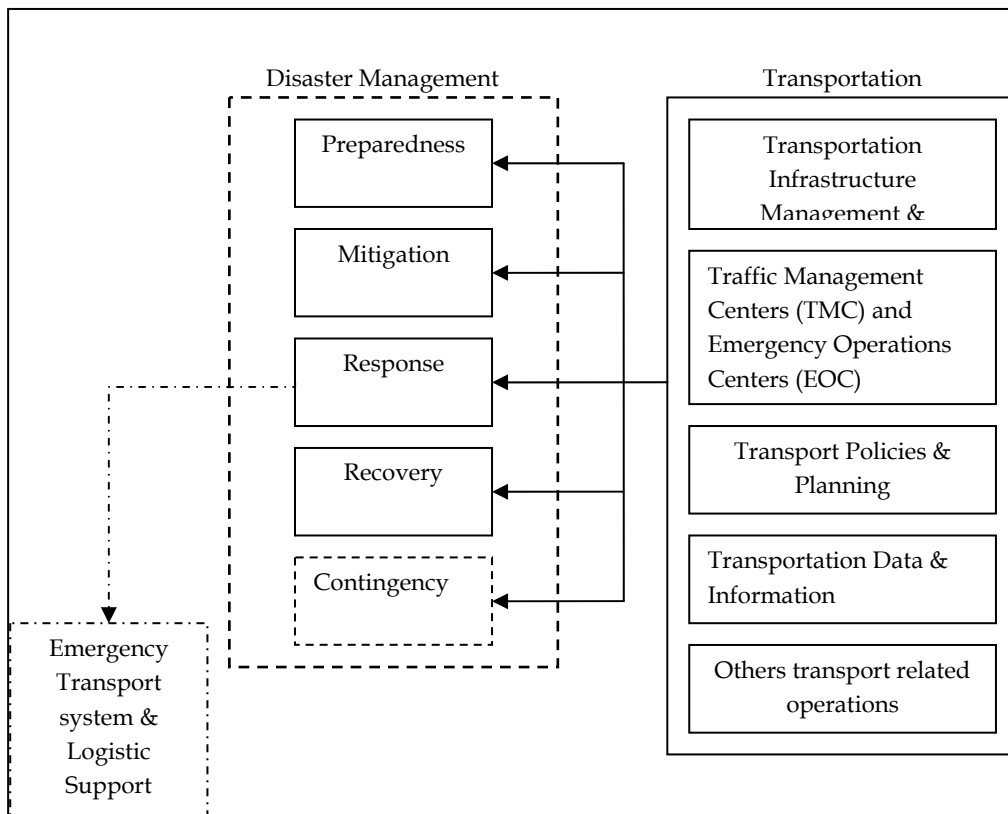 Disaster Management
Preparedness
Mitigation
Response
Recovery
Contingency
Emergency
Transport
system &
Logistic
Support
Transportation
Transportation
Infrastructure
Management &
Traffic Management
Centers (TMC) and
Emergency Operations
Centers (EOC)
Transport Policies &
Planning
Transportation Data &
Information
Others transport related
operations